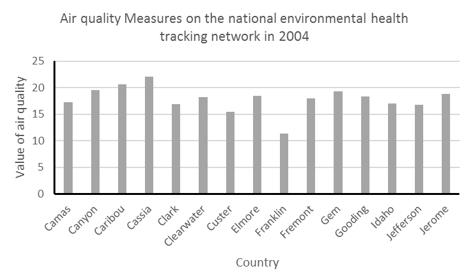 Air quality Measures on the national environmental health
tracking network in 2004
Value of air quality
25
20
15
10
5
0
Camas
Canyon
Caribou
Cassia
Clark
Clearwater
Custer
Elmore
Franklin
Fremont
Gem
Gooding
Idaho
Jefferson
Jerome
Country